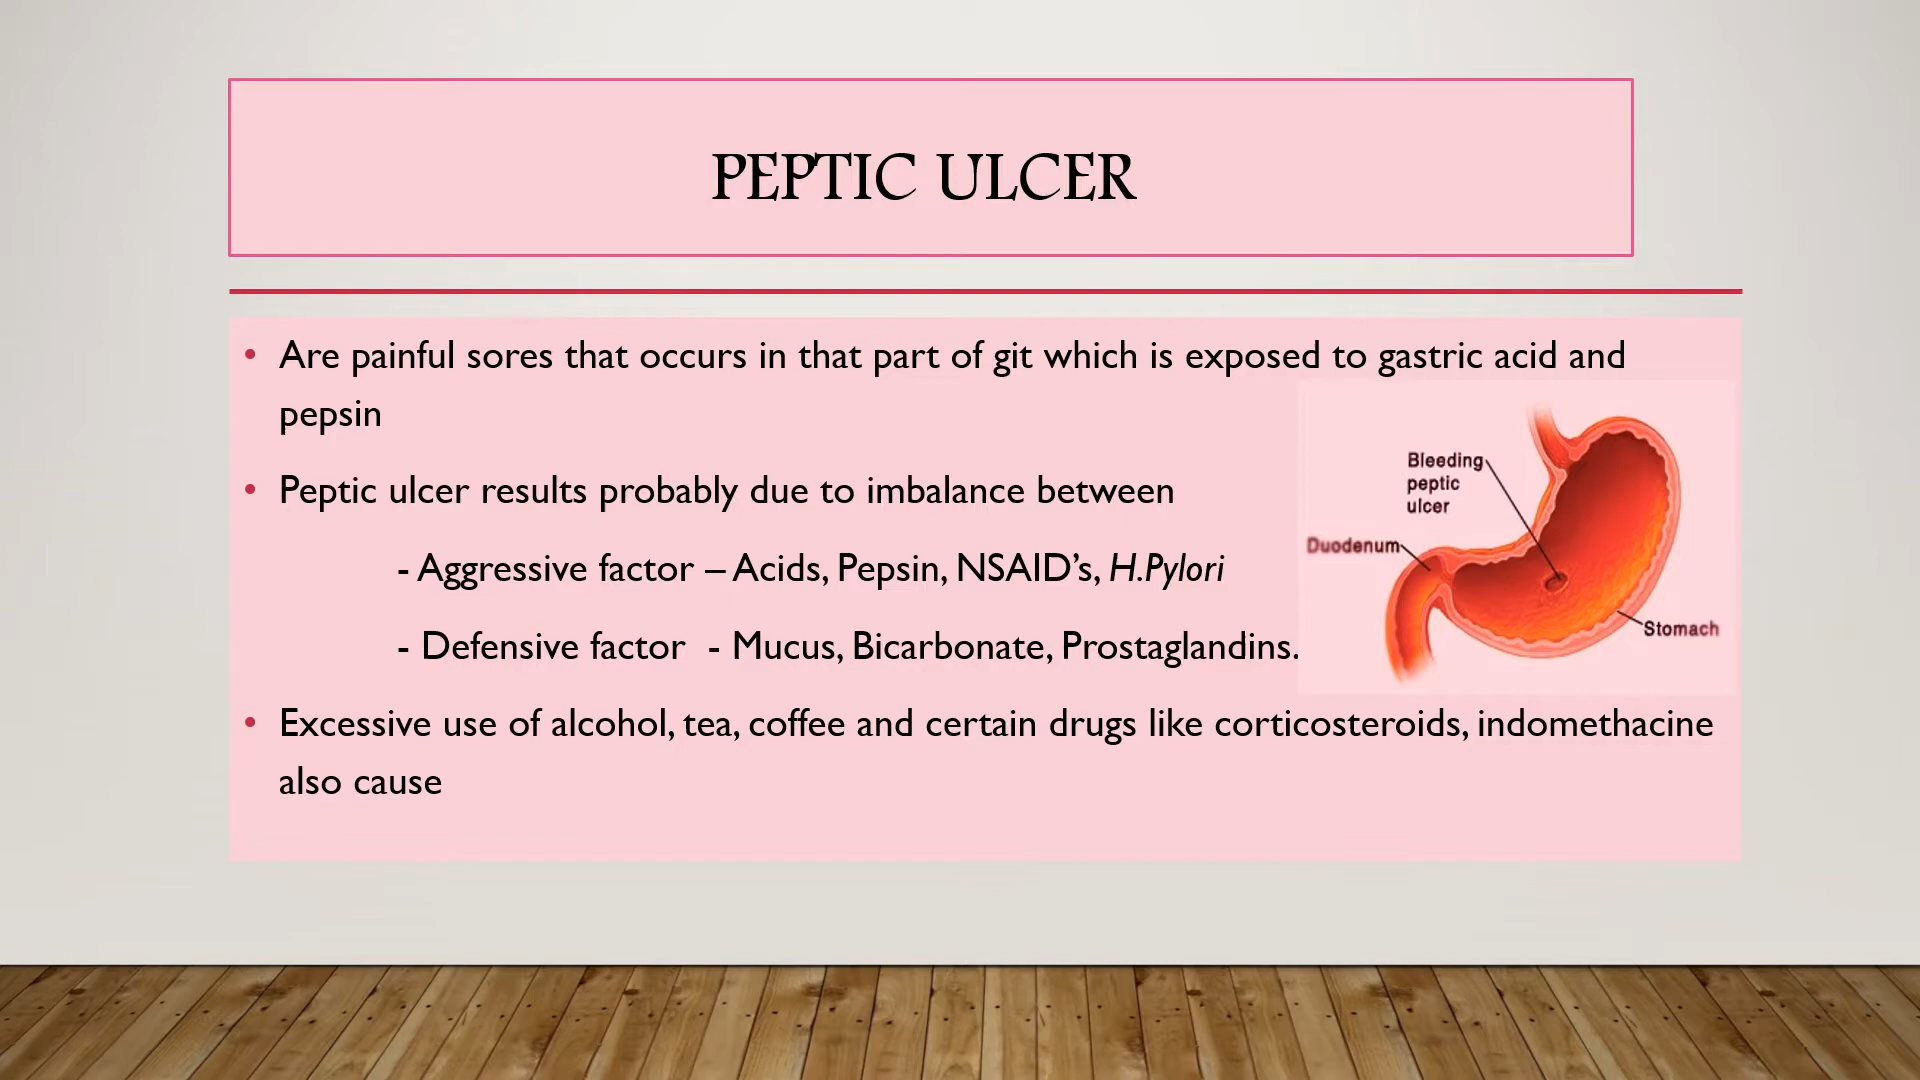 PEPTIC ULCER
• Are painful sores that occurs in that part of git which is exposed to gastric acid and
pepsin
• Peptic ulcer results probably due to imbalance between
- Aggressive factor – Acids, Pepsin, NSAID’s, H.Pylori
- Defensive factor - Mucus, Bicarbonate, Prostaglandins.
• Excessive use of alcohol, tea, coffee and certain drugs like corticosteroids, indomethacine
also cause
Bleeding
peptic
ulcer
Duodenum
Stomach